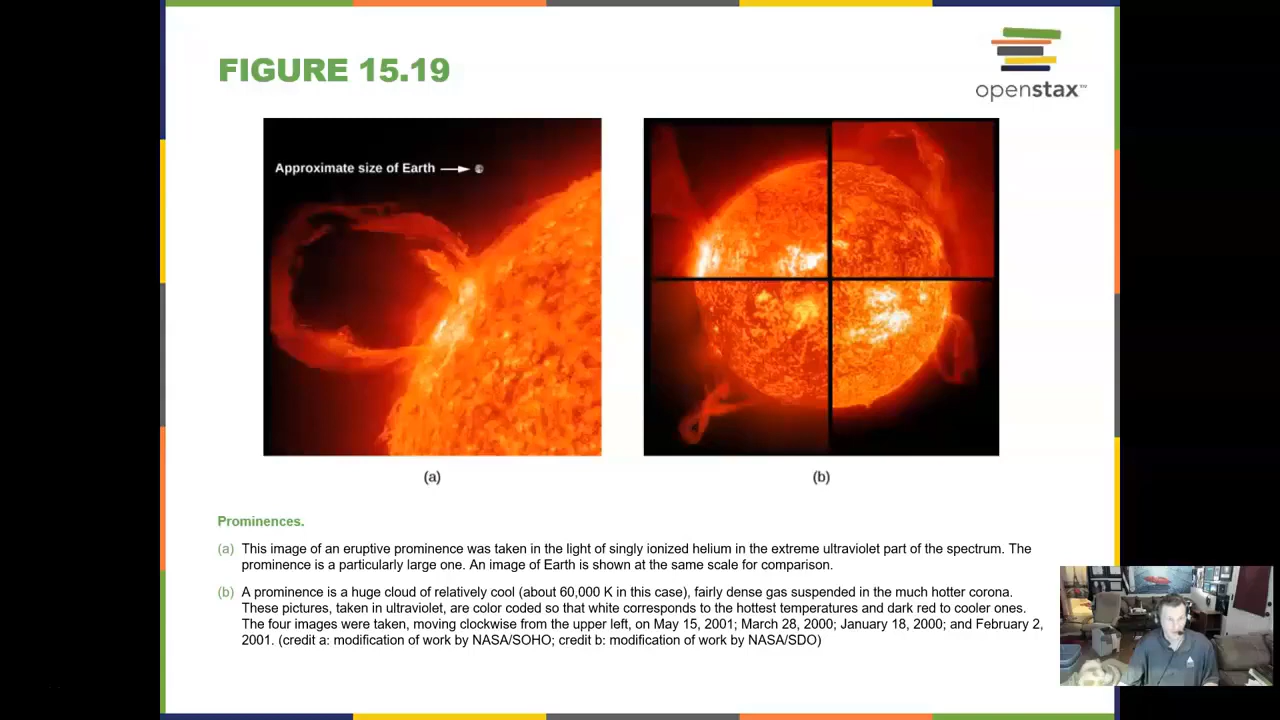 FIGURE 15.19
openstax™
Approximate size of Earth
(a)
(b)
Prominences.
(a) This image of an eruptive prominence was taken in the light of singly ionized helium in the extreme ultraviolet part of the spectrum. The
prominence is a particularly large one. An image of Earth is shown at the same scale for comparison.
(b) A prominence is a huge cloud of relatively cool (about 60,000 K in this case), fairly dense gas suspended in the much hotter corona.
These pictures, taken in ultraviolet, are color coded so that white corresponds to the hottest temperatures and dark red to cooler ones.
The four images were taken, moving clockwise from the upper left, on May 15, 2001; March 28, 2000; January 18, 2000; and February 2,
2001. (credit a: modification of work by NASA/SOHO; credit b: modification of work by NASA/SDO)